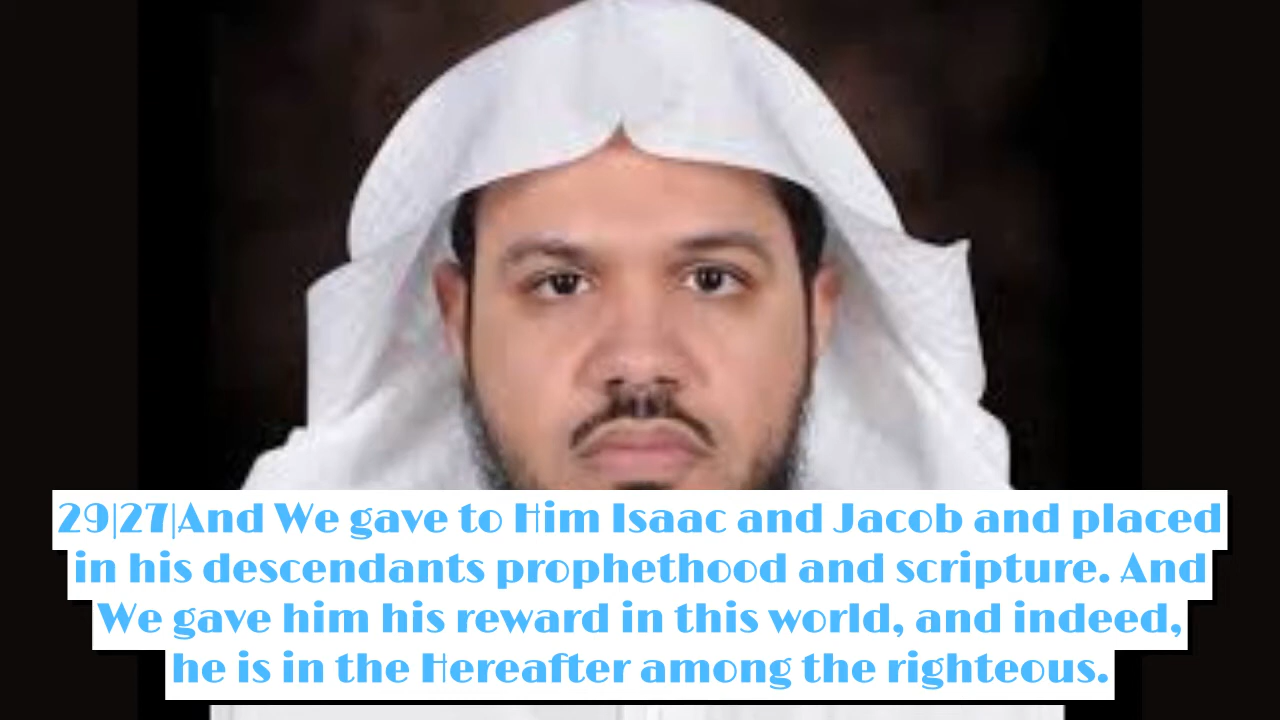 29|27|And We gave to Him Isaac and Jacob and placed
in his descendants prophethood and scripture. And
We gave him his reward in this world, and indeed,
he is in the Hereafter among the righteous.